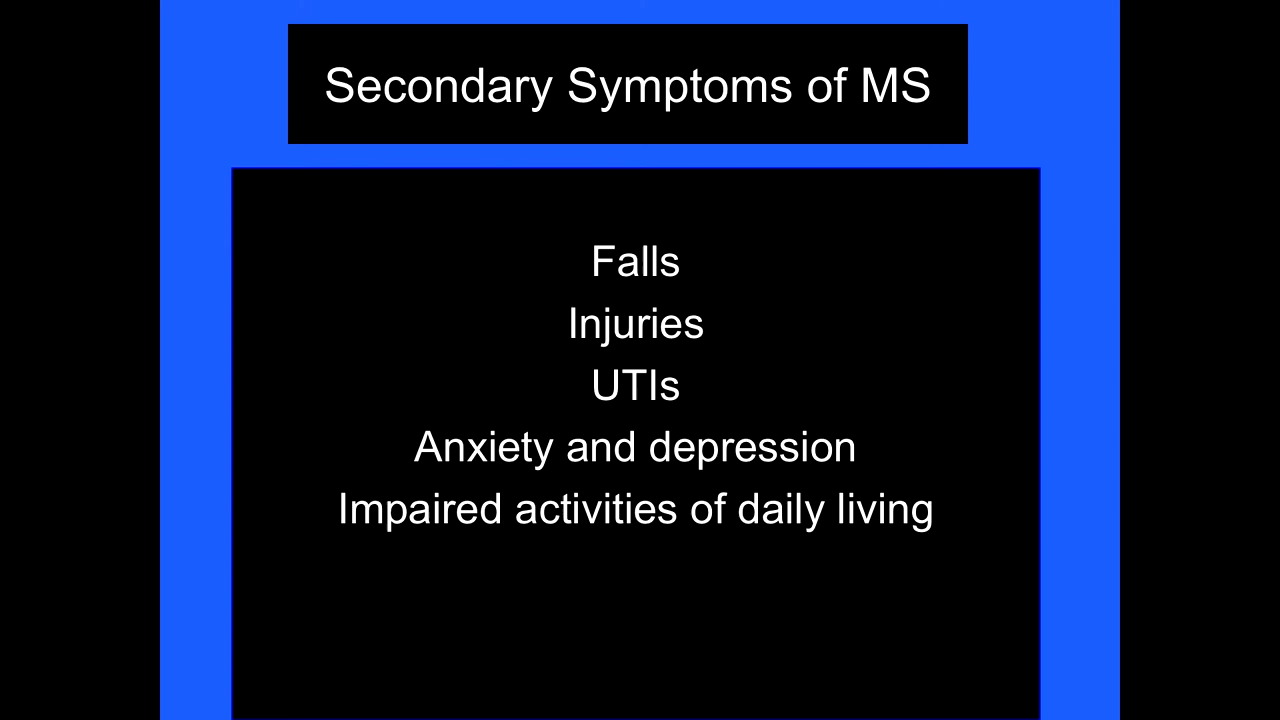 Secondary Symptoms of MS
Falls
Injuries
UTIs
Anxiety and depression
Impaired activities of daily living